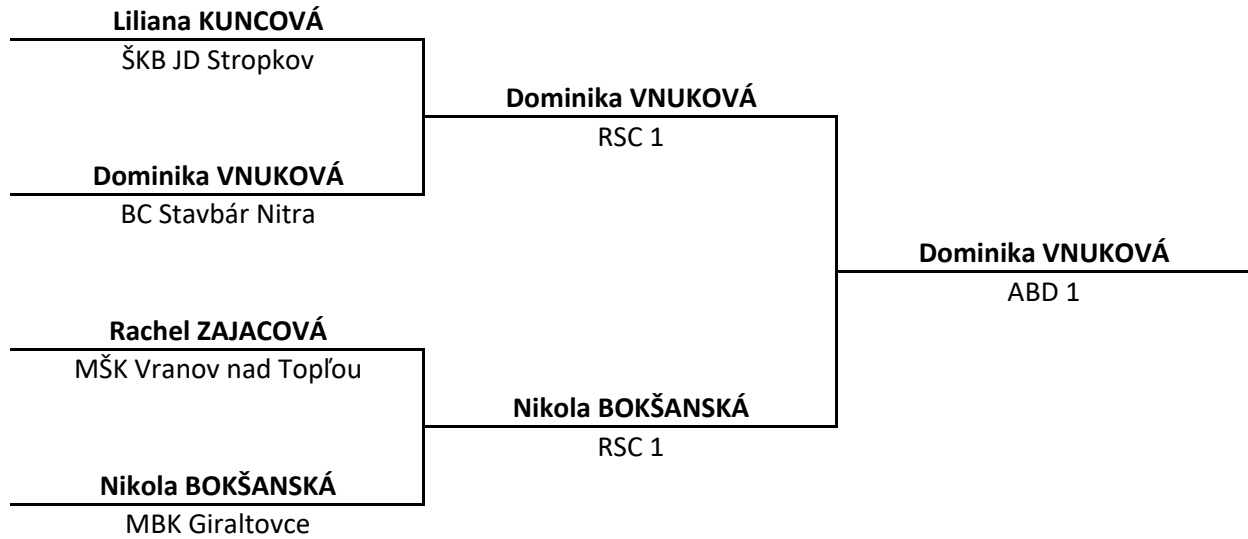 Liliana KUNCOVÁ
ŠKB JD Stropkov
Dominika VNUKOVÁ
RSC 1
Dominika VNUKOVÁ
BC Stavbár Nitra
Dominika VNUKOVÁ
ABD 1
Rachel ZAJACOVÁ
MŠK Vranov nad Topľou
Nikola BOKŠANSKÁ
RSC 1
Nikola BOKŠANSKÁ
MBK Giraltovce